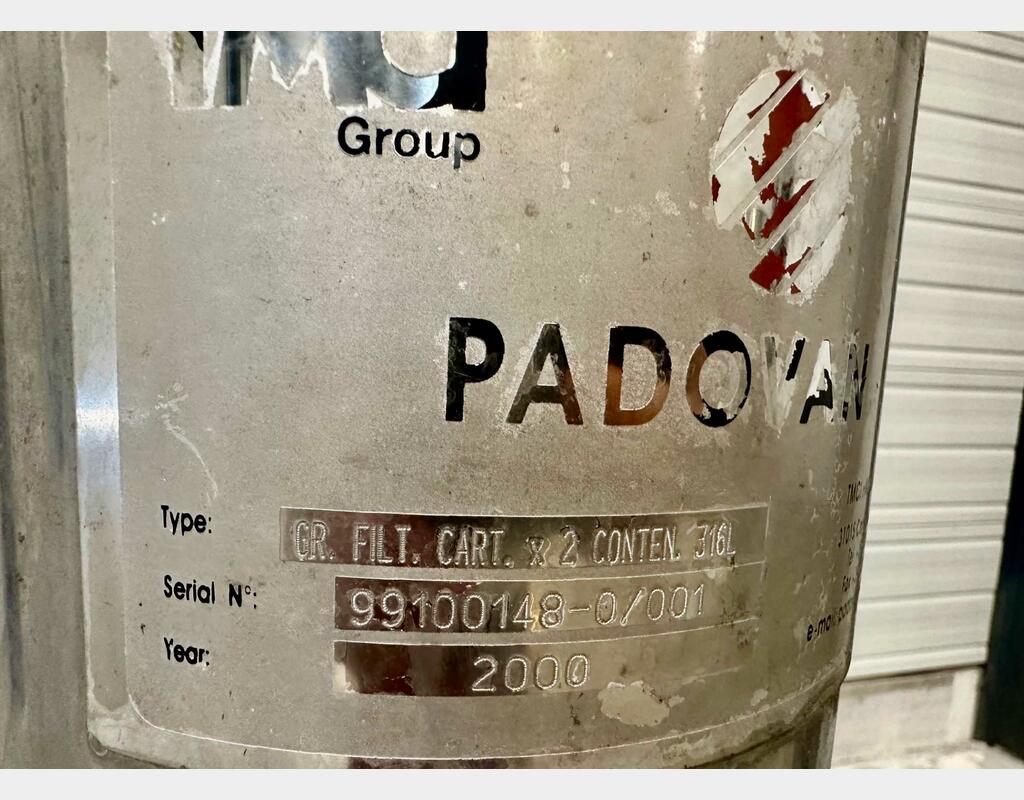 Group
PADOVAN
Type: GR. FILT. CART. x 2 CONTEN. 316L
Serial N°: 99100148-0/001
Year: 2000